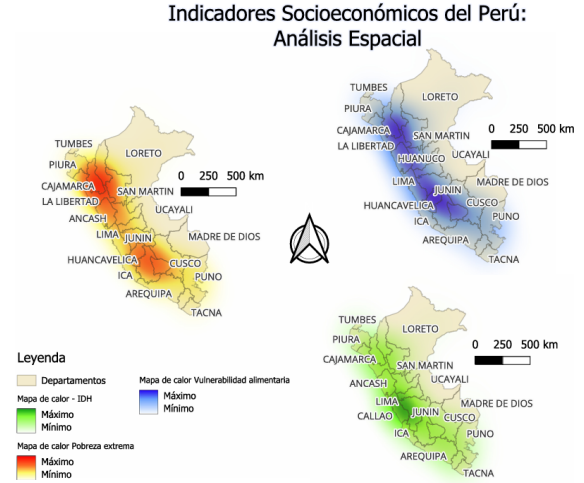 Indicadores Socioeconómicos del Perú:
Análisis Espacial
TUMBES
LORETO
PIURA
CAJAMARCA
SAN MARTIN
LA LIBERTAD
ANCASH
UCAYALI
LIMA
JUNIN
MADRE DE DIOS
HUANCAVELICA
CUSCO
ICA
PUNO
AREQUIPA
TACNA
0 250 500 km
TUMBES
LORETO
PIURA
CAJAMARCA
SAN MARTIN
LA LIBERTAD
HUANUCO
UCAYALI
LIMA
JUNIN
MADRE DE DIOS
HUANCAVELICA
CUSCO
ICA
PUNO
AREQUIPA
TACNA
0 250 500 km
TUMBES
LORETO
PIURA
CAJAMARCA
SAN MARTIN
ANCASH
UCAYALI
LIMA
MADRE DE DIOS
CALLAO
JUNIN
CUSCO
ICA
PUNO
AREQUIPA
TACNA
0 250 500 km
Leyenda
Departamentos
Mapa de calor - IDH
Máximo
Mínimo
Mapa de calor Pobreza extrema
Máximo
Mínimo
Mapa de calor Vulnerabilidad alimentaria
Máximo
Mínimo